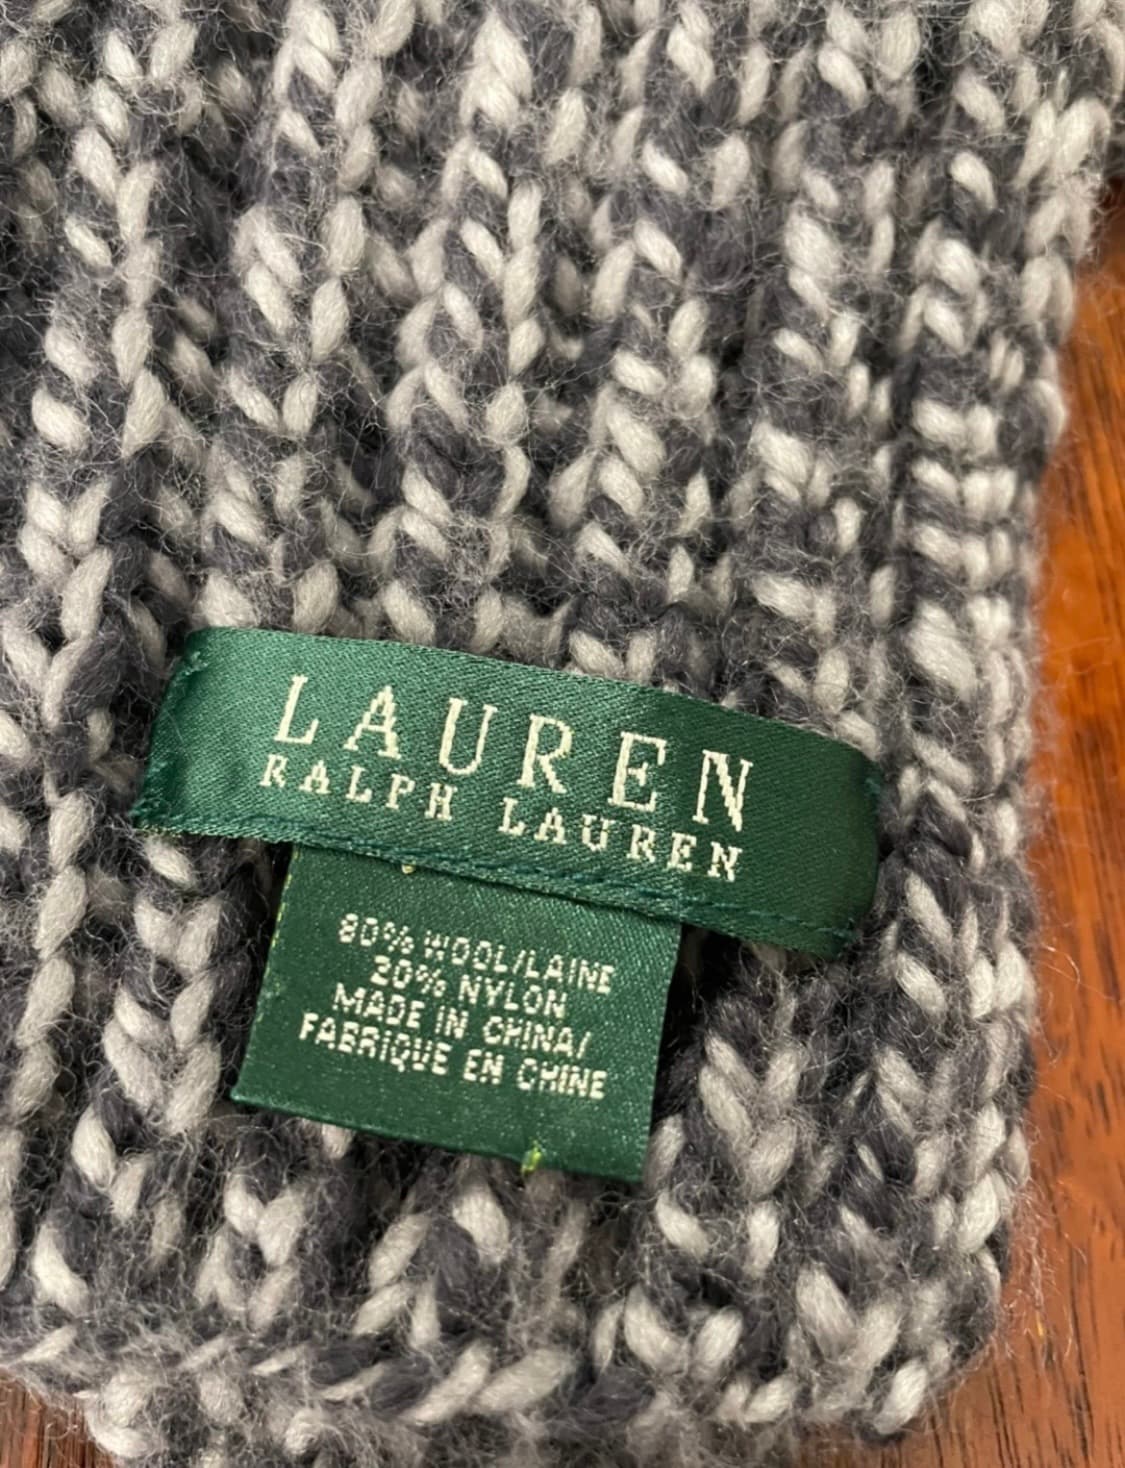 LAUREN
RALPH LAUREN
80% WOOL/LAINE
20% NYLON
MADE IN CHINA/
FABRIQUE EN CHINE